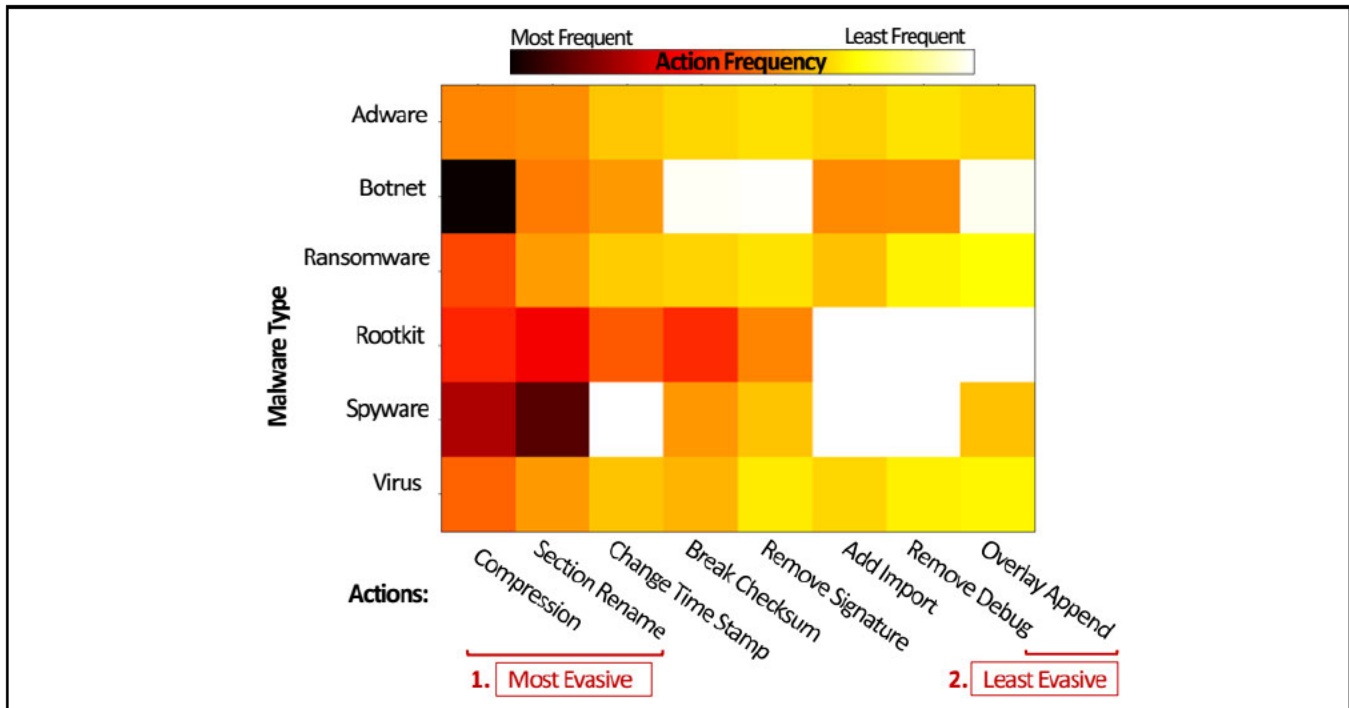 Most Frequent Least Frequent
Action Frequency
Adware
Botnet
Ransomware
Rootkit
Spyware
Virus
Malware Type
Actions:
Compression
Section Rename
Change Time Stamp
Break Checksum
Remove Signature
Add Import
Remove Debug
Overlay Append
1. Most Evasive
2. Least Evasive